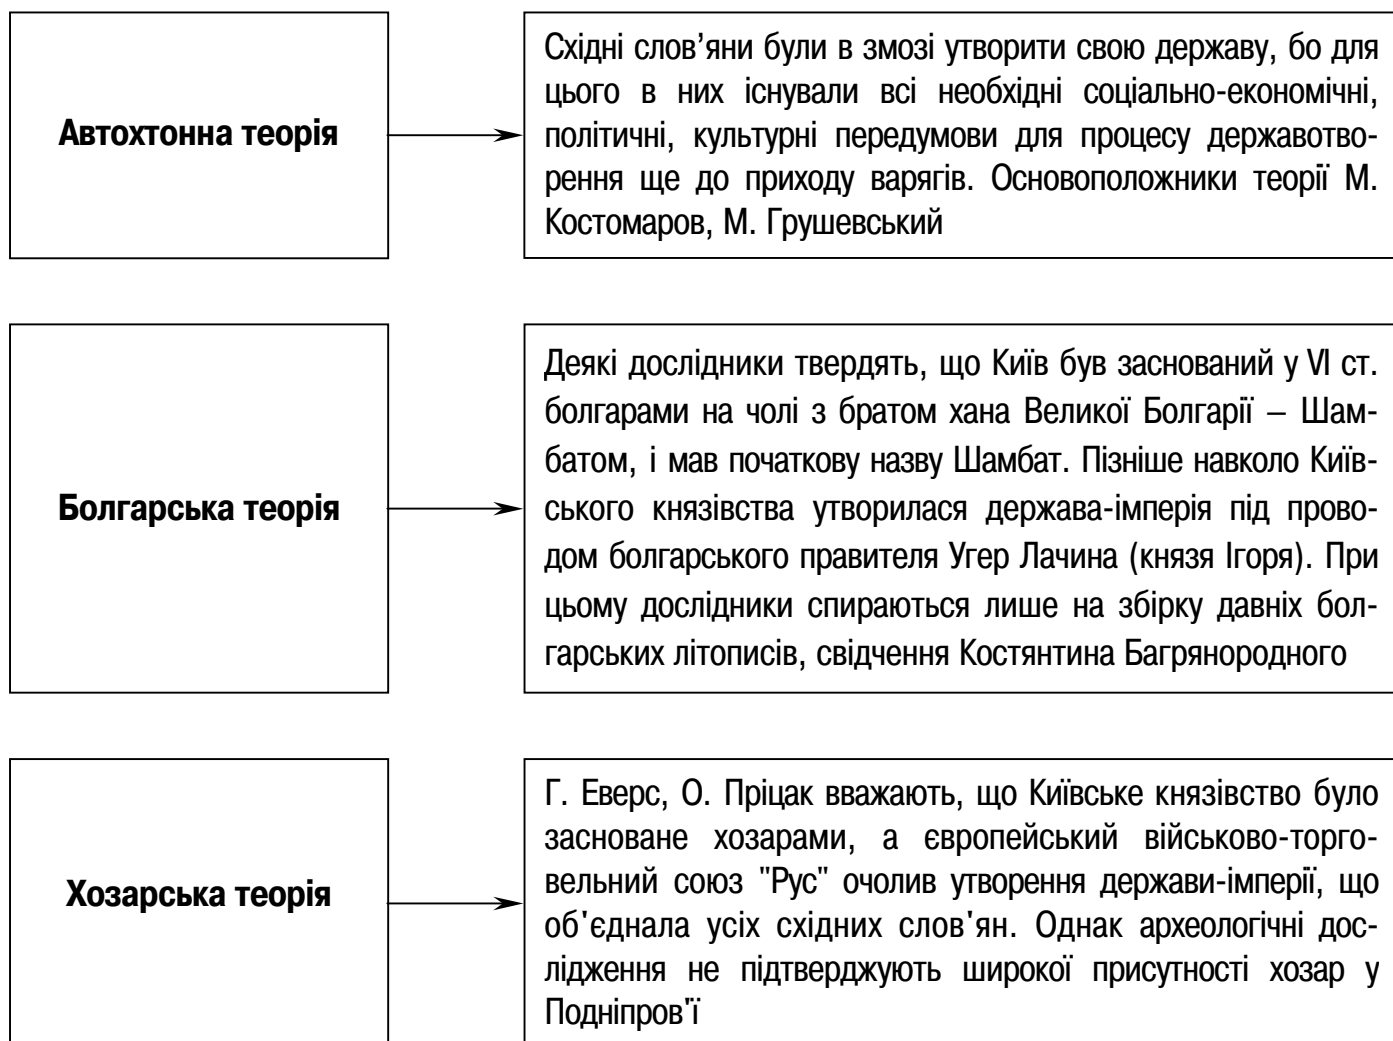 Автохтонна теорія
Східні слов’яни були в змозі утворити свою державу, бо для
цього в них існували всі необхідні соціально-економічні,
політичні, культурні передумови для процесу державотво-
рення ще до приходу варягів. Основоположники теорії М.
Костомаров, М. Грушевський
Болгарська теорія
Деякі дослідники твердять, що Київ був заснований у VI ст.
болгарами на чолі з братом хана Великої Болгарії – Шам-
батом, і мав початкову назву Шамбат. Пізніше навколо Київ-
ського князівства утворилася держава-імперія під прово-
дом болгарського правителя Угер Лачина (князя Ігоря). При
цьому дослідники спираються лише на збірку давніх бол-
гарських літописів, свідчення Костянтина Багрянородного
Хозарська теорія
Г. Еверс, О. Пріцак вважають, що Київське князівство було
засноване хозарами, а європейський військово-торго-
вельний союз "Рус" очолив утворення держави-імперії, що
об'єднала усіх східних слов'ян. Однак археологічні дос-
лідження не підтверджують широкої присутності хозар у
Подніпров'ї